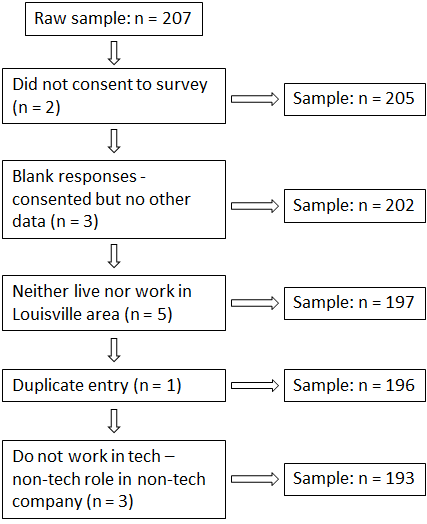 Raw sample: n = 207
Did not consent to survey
(n = 2)
Sample: n = 205
Blank responses -
consented but no other
data (n = 3)
Sample: n = 202
Neither live nor work in
Louisville area (n = 5)
Sample: n = 197
Duplicate entry (n = 1)
Sample: n = 196
Do not work in tech –
non-tech role in non-tech
company (n = 3)
Sample: n = 193